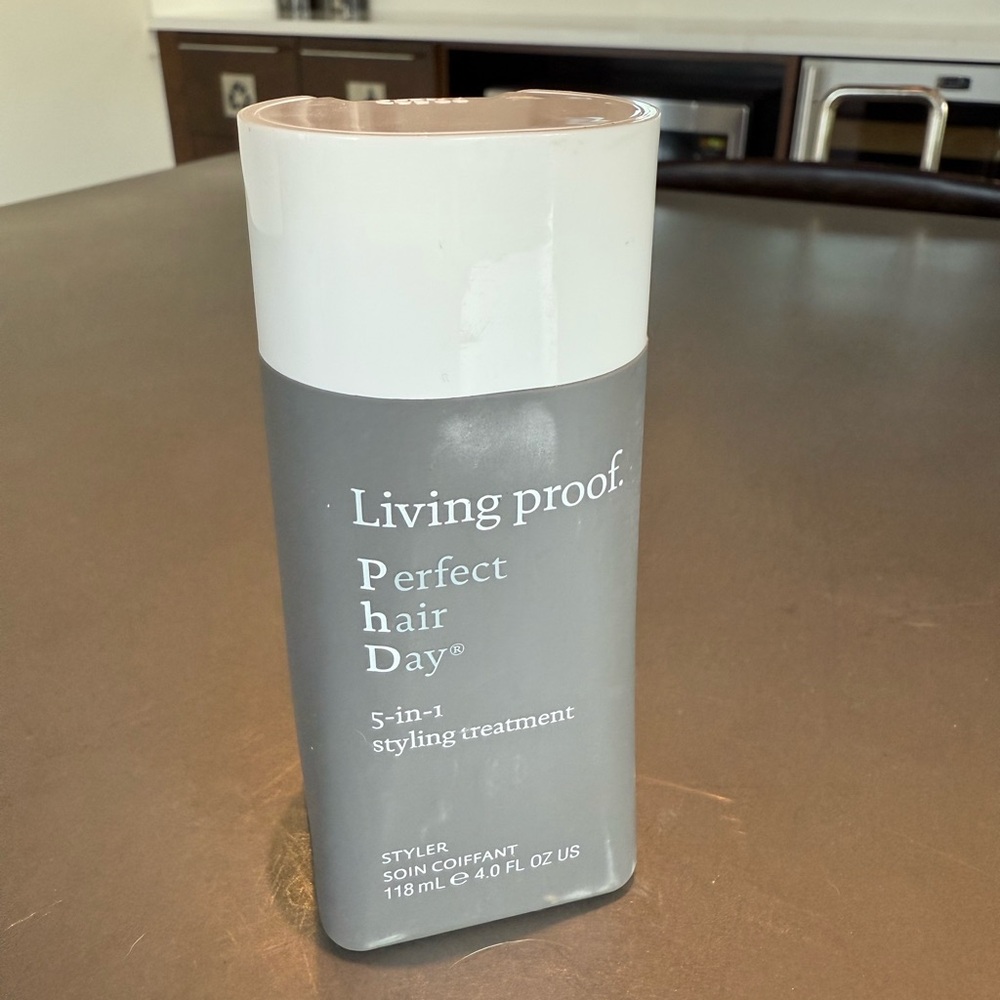 Living proof.
Perfect
hair
Day®
5-in-1
styling treatment
STYLER
SOIN COIFFANT
118 mL ℮ 4.0 FL OZ US